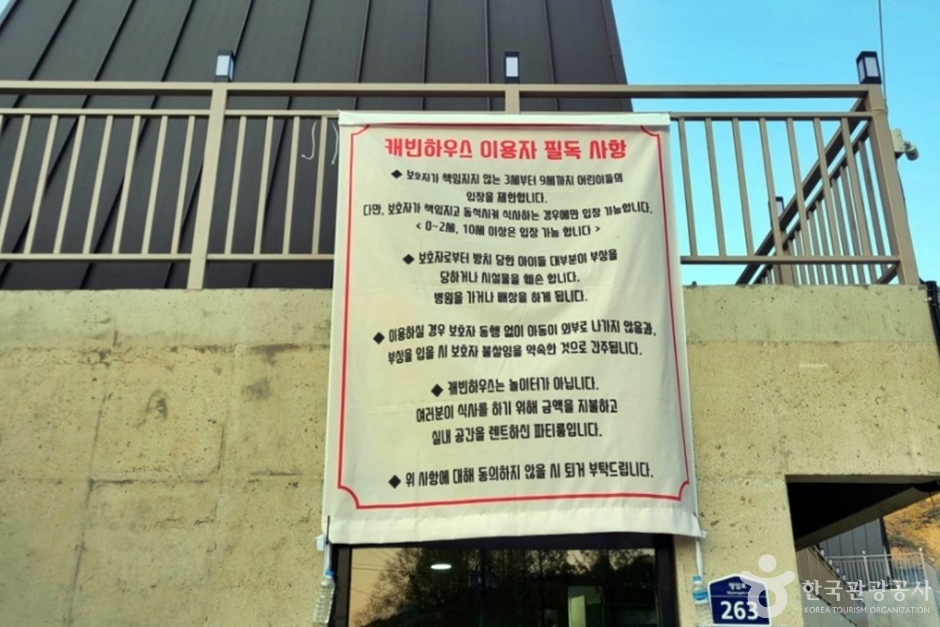 캐빈하우스 이용자 필독 사항
◆ 보호자가 책임지지 않는 3세부터 9세까지 어린이들의
입장을 제한합니다.
다만, 보호자가 책임지고 동석시켜 식사하는 경우에만 입장 가능합니다.
< 0~2세, 10세 이상은 입장 가능 합니다 >
◆ 보호자로부터 방치 당한 아이들 대부분이 부상을
당하거나 시설물을 훼손 합니다.
병원을 가거나 배상을 하게 됩니다.
◆ 이용하실 경우 보호자 동행 없이 아동이 외부로 나가지 않음과,
부상을 입을 시 보호자 불찰임을 약속한 것으로 간주됩니다.
◆ 캐빈하우스는 놀이터가 아닙니다.
여러분이 식사를 하기 위해 금액을 지불하고
실내 공간을 렌트하신 파티룸입니다.
◆ 위 사항에 대해 동의하지 않을 시 퇴거 부탁드립니다.
263
한국관광공사
KOREA TOURISM ORGANIZATION